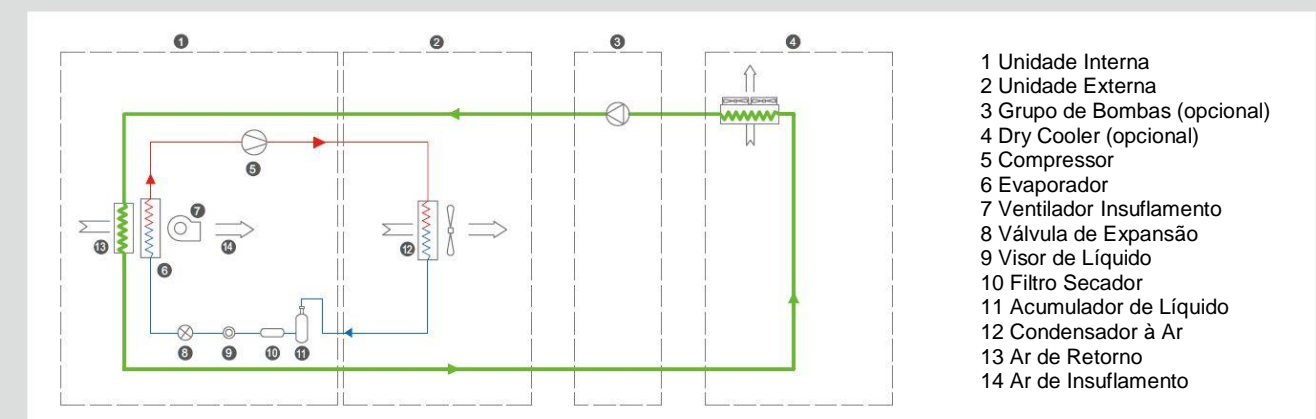 1
2
3
4
5
7
13
14
6
12
8
9
10
11
1 Unidade Interna
2 Unidade Externa
3 Grupo de Bombas (opcional)
4 Dry Cooler (opcional)
5 Compressor
6 Evaporador
7 Ventilador Insuflamento
8 Válvula de Expansão
9 Visor de Líquido
10 Filtro Secador
11 Acumulador de Líquido
12 Condensador à Ar
13 Ar de Retorno
14 Ar de Insuflamento